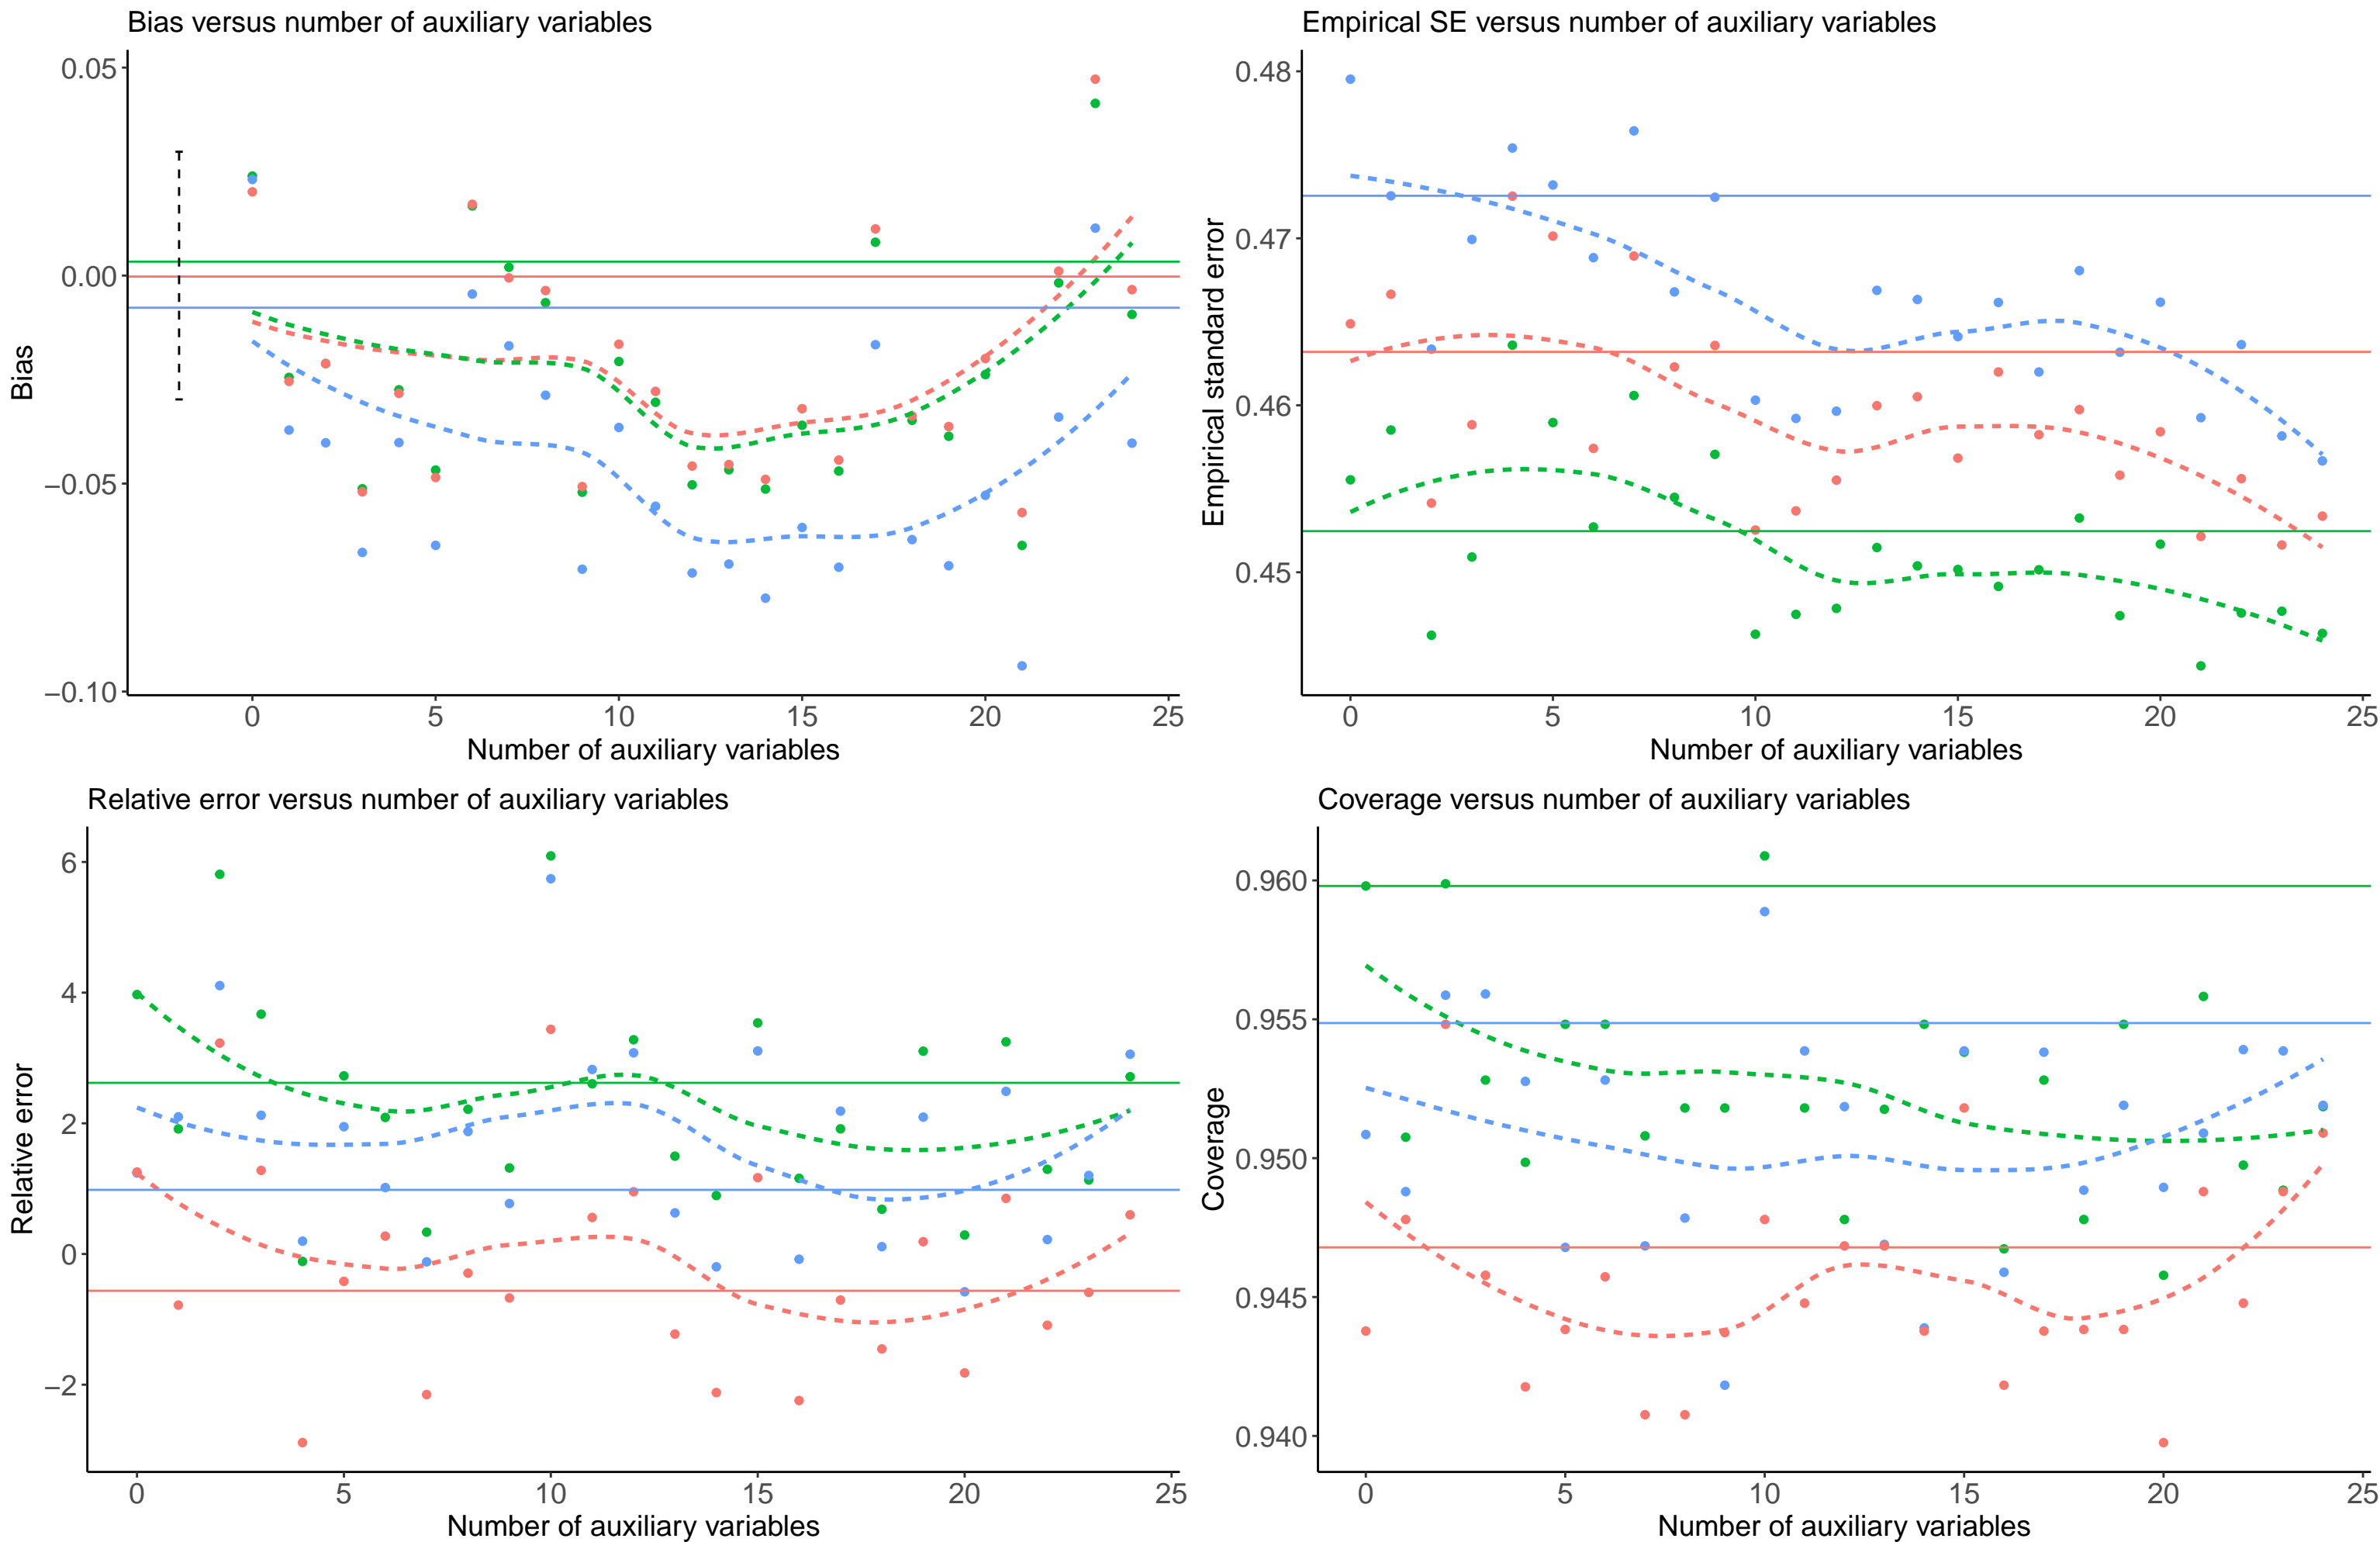 Bias versus number of auxiliary variables
0.05
0.00
−0.05
−0.10
Bias
0 5 10 15 20 25
Number of auxiliary variables
Empirical SE versus number of auxiliary variables
0.48
0.47
0.46
0.45
Empirical standard error
0 5 10 15 20 25
Number of auxiliary variables
Relative error versus number of auxiliary variables
6
4
2
0
−2
Relative error
0 5 10 15 20 25
Number of auxiliary variables
Coverage versus number of auxiliary variables
0.960
0.955
0.950
0.945
0.940
Coverage
0 5 10 15 20 25
Number of auxiliary variables